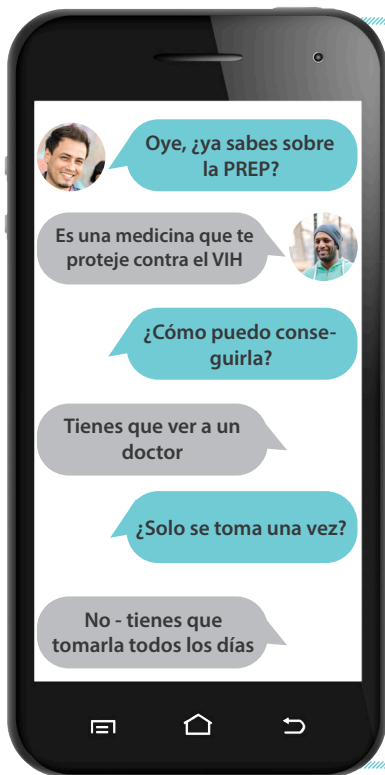 Oye, ¿ya sabes sobre
la PREP?
Es una medicina que te
proteje contra el VIH
¿Cómo puedo conse-
guirla?
Tienes que ver a un
doctor
¿Solo se toma una vez?
No - tienes que
tomarla todos los días